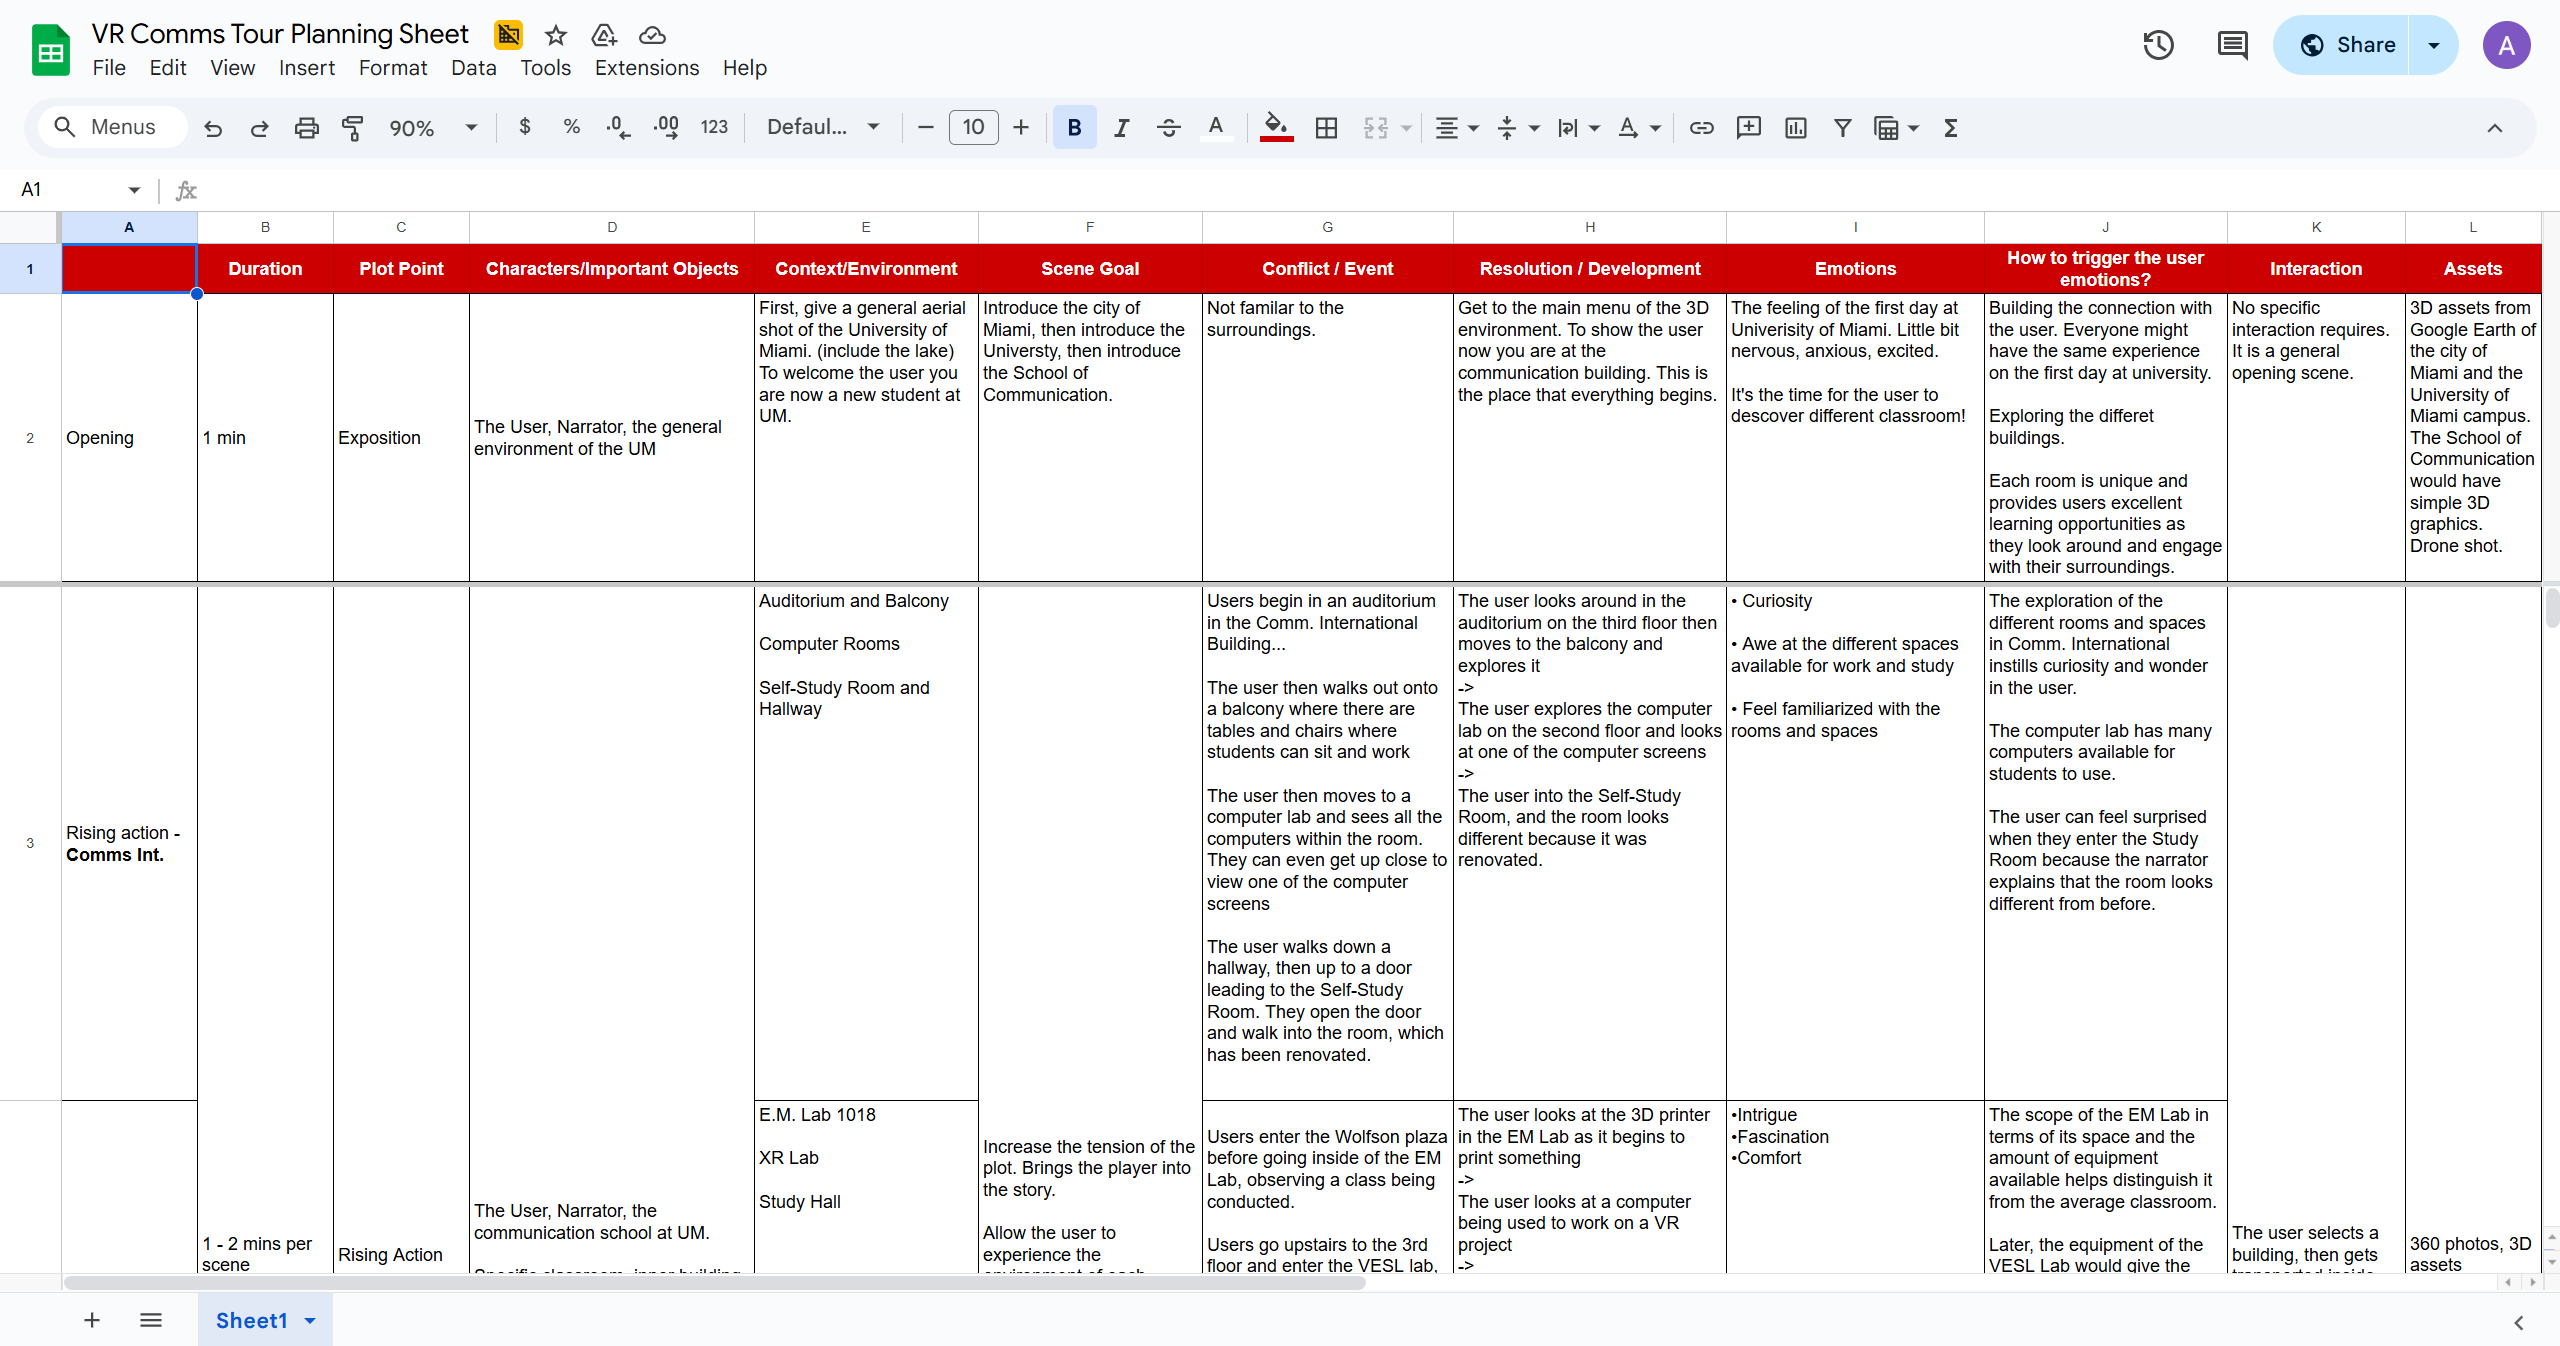 VR Comms Tour Planning Sheet
File Edit View Insert Format Data Tools Extensions Help
Share
A
Menus
90%
$ % .0 .00 123
Defaul...
10
B I A
A1
fx
A B C D E F G H I J K L
1
Duration
Plot Point
Characters/Important Objects
Context/Environment
Scene Goal
Conflict / Event
Resolution / Development
Emotions
How to trigger the user
emotions?
Interaction
Assets
2
Opening
1 min
Exposition
The User, Narrator, the general
environment of the UM
First, give a general aerial
shot of the University of
Miami. (include the lake)
To welcome the user you
are now a new student at
UM.
Introduce the city of
Miami, then introduce the
Universty, then introduce
the School of
Communication.
Not familar to the
surroundings.
Get to the main menu of the 3D
environment. To show the user
now you are at the
communication building. This is
the place that everything begins.
The feeling of the first day at
Univerisity of Miami. Little bit
nervous, anxious, excited.
It's the time for the user to
descover different classroom!
Building the connection with
the user. Everyone might
have the same experience
on the first day at university.
Exploring the differet
buildings.
Each room is unique and
provides users excellent
learning opportunities as
they look around and engage
with their surroundings.
No specific
interaction requires.
It is a general
opening scene.
3D assets from
Google Earth of
the city of
Miami and the
University of
Miami campus.
The School of
Communication
would have
simple 3D
graphics.
Drone shot.
3
Rising action -
Comms Int.
1 - 2 mins per
scene
Rising Action
The User, Narrator, the
communication school at UM.
Auditorium and Balcony
Computer Rooms
Self-Study Room and
Hallway
Increase the tension of the
plot. Brings the player into
the story.
Allow the user to
experience the
Users begin in an auditorium
in the Comm. International
Building...
The user then walks out onto
a balcony where there are
tables and chairs where
students can sit and work
The user then moves to a
computer lab and sees all the
computers within the room.
They can even get up close to
view one of the computer
screens
The user walks down a
hallway, then up to a door
leading to the Self-Study
Room. They open the door
and walk into the room, which
has been renovated.
The user looks around in the
auditorium on the third floor then
moves to the balcony and
explores it
->
The user explores the computer
lab on the second floor and looks
at one of the computer screens
->
The user into the Self-Study
Room, and the room looks
different because it was
renovated.
• Curiosity
• Awe at the different spaces
available for work and study
• Feel familiarized with the
rooms and spaces
The exploration of the
different rooms and spaces
in Comm. International
instills curiosity and wonder
in the user.
The computer lab has many
computers available for
students to use.
The user can feel surprised
when they enter the Study
Room because the narrator
explains that the room looks
different from before.
The user selects a
building, then gets
360 photos, 3D
assets
E.M. Lab 1018
XR Lab
Study Hall
Users enter the Wolfson plaza
before going inside of the EM
Lab, observing a class being
conducted.
Users go upstairs to the 3rd
floor and enter the VESL lab,
The user looks at the 3D printer
in the EM Lab as it begins to
print something
->
The user looks at a computer
being used to work on a VR
project
->
•Intrigue
•Fascination
•Comfort
The scope of the EM Lab in
terms of its space and the
amount of equipment
available helps distinguish it
from the average classroom.
Later, the equipment of the
VESL Lab would give the
Sheet1